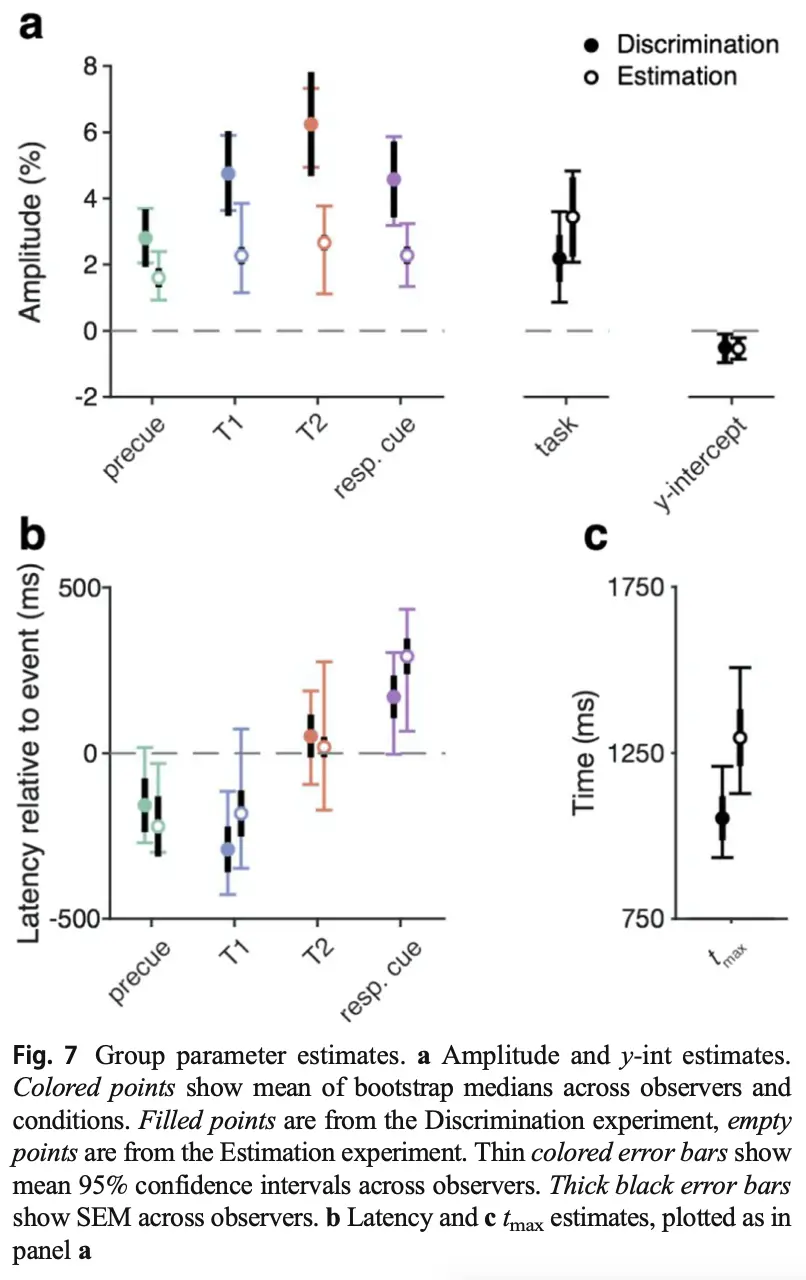 a
Discrimination
Estimation
Amplitude (%)
8
6
4
2
0
-2
precue
T1
T2
resp. cue
task
y-intercept
b
Latency relative to event (ms)
500
0
-500
precue
T1
T2
resp. cue
c
Time (ms)
1750
1250
750
tmax
Fig. 7 Group parameter estimates. a Amplitude and y-int estimates.
Colored points show mean of bootstrap medians across observers and
conditions. Filled points are from the Discrimination experiment, empty
points are from the Estimation experiment. Thin colored error bars show
mean 95% confidence intervals across observers. Thick black error bars
show SEM across observers. b Latency and c tmax estimates, plotted as in
panel a